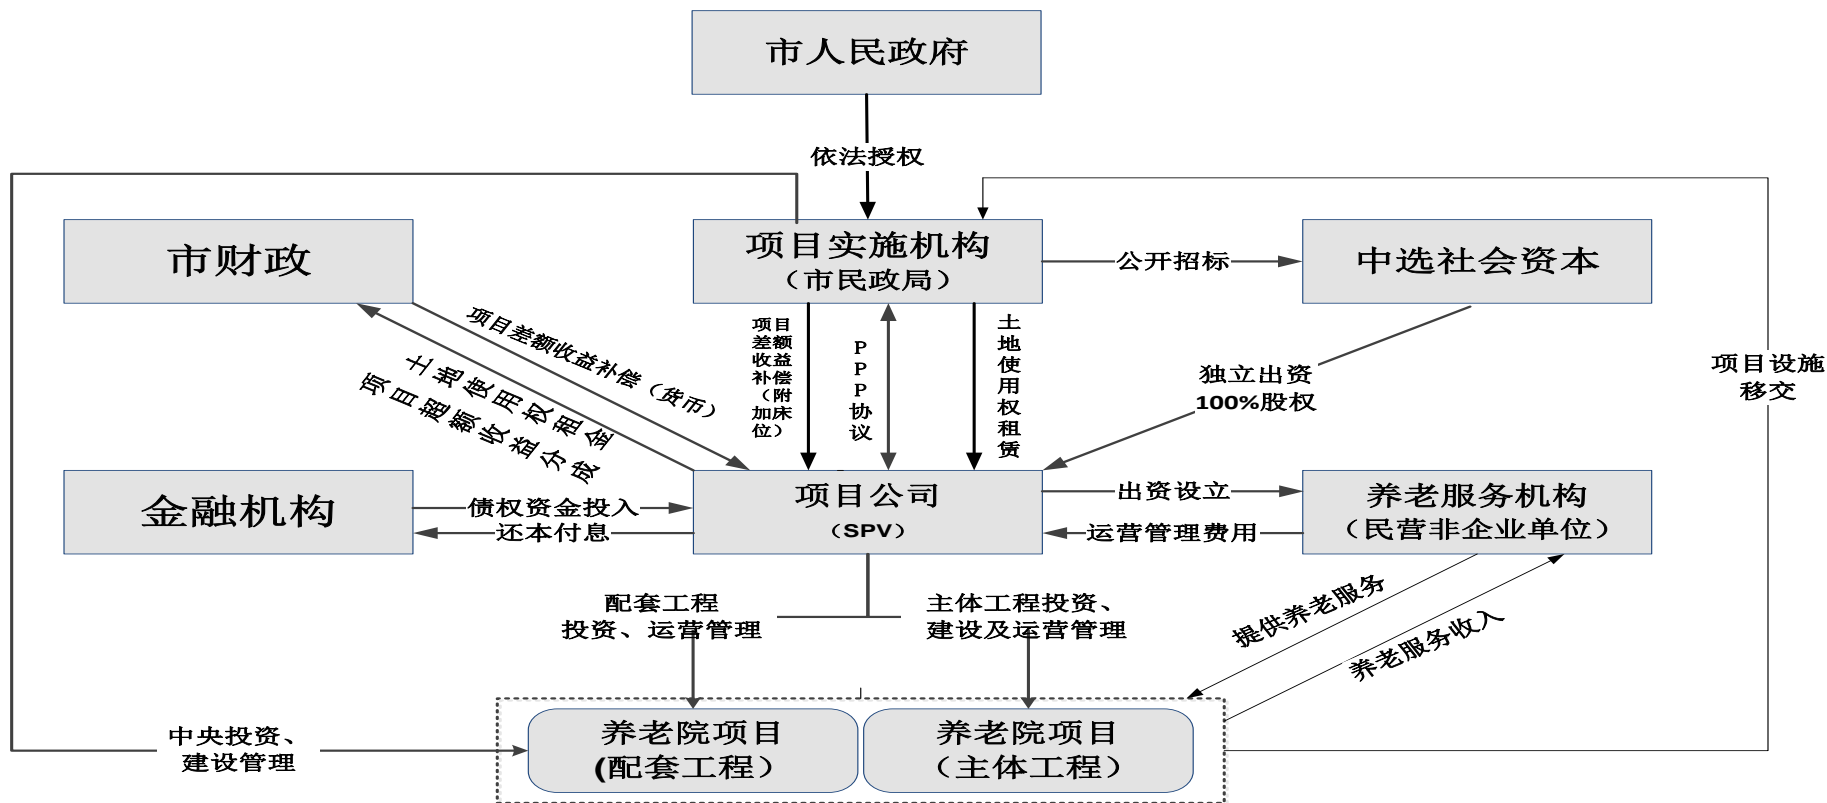 市人民政府
依法授权
市财政
项目实施机构
（市民政局）
公开招标
中选社会资本
项目差额收益补偿（货币）
土地使用权租金
项目超额收益分成
项目
差额
收益
补偿
（附
加床
位）
PPP协议
土地使用权租赁
独立出资
100%股权
项目设施
移交
金融机构
债权资金投入
还本付息
项目公司
（SPV）
出资设立
运营管理费用
养老服务机构
（民营非企业单位）
配套工程
投资、运营管理
主体工程投资、
建设及运营管理
提供养老服务
养老服务收入
中央投资、
建设管理
养老院项目
(配套工程）
养老院项目
（主体工程）